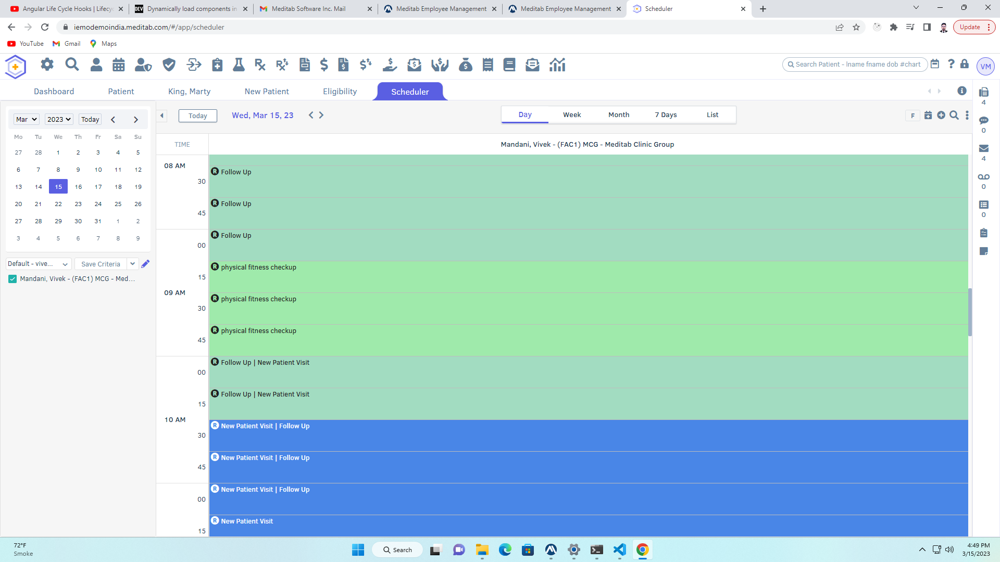 Angular Life Cycle Hooks | Lifecyc
DEV Dynamically load components in
Meditab Software Inc. Mail
Meditab Employee Management
Meditab Employee Management
Scheduler
iemodemoindia.meditab.com/#/app/scheduler
Update
YouTube
Gmail
Maps
Search Patient - lname fname dob #chart
VM
Dashboard
Patient
King, Marty
New Patient
Eligibility
Scheduler
4
0
4
0
0
Mar 2023 Today
Mo Tu We Th Fr Sa Su
27 28 1 2 3 4 5
6 7 8 9 10 11 12
13 14 15 16 17 18 19
20 21 22 23 24 25 26
27 28 29 30 31 1 2
3 4 5 6 7 8 9
Default - vive...
Save Criteria
Mandani, Vivek - (FAC1) MCG - Med...
Today
Wed, Mar 15, 23
Day
Week
Month
7 Days
List
F
TIME
Mandani, Vivek - (FAC1) MCG - Meditab Clinic Group
08 AM
R Follow Up
30
R Follow Up
45
R Follow Up
00
R physical fitness checkup
15
09 AM
R physical fitness checkup
30
R physical fitness checkup
45
R Follow Up | New Patient Visit
00
R Follow Up | New Patient Visit
15
10 AM
R New Patient Visit | Follow Up
30
R New Patient Visit | Follow Up
45
R New Patient Visit | Follow Up
00
R New Patient Visit
15
72°F
Smoke
Search
4:49 PM
3/15/2023